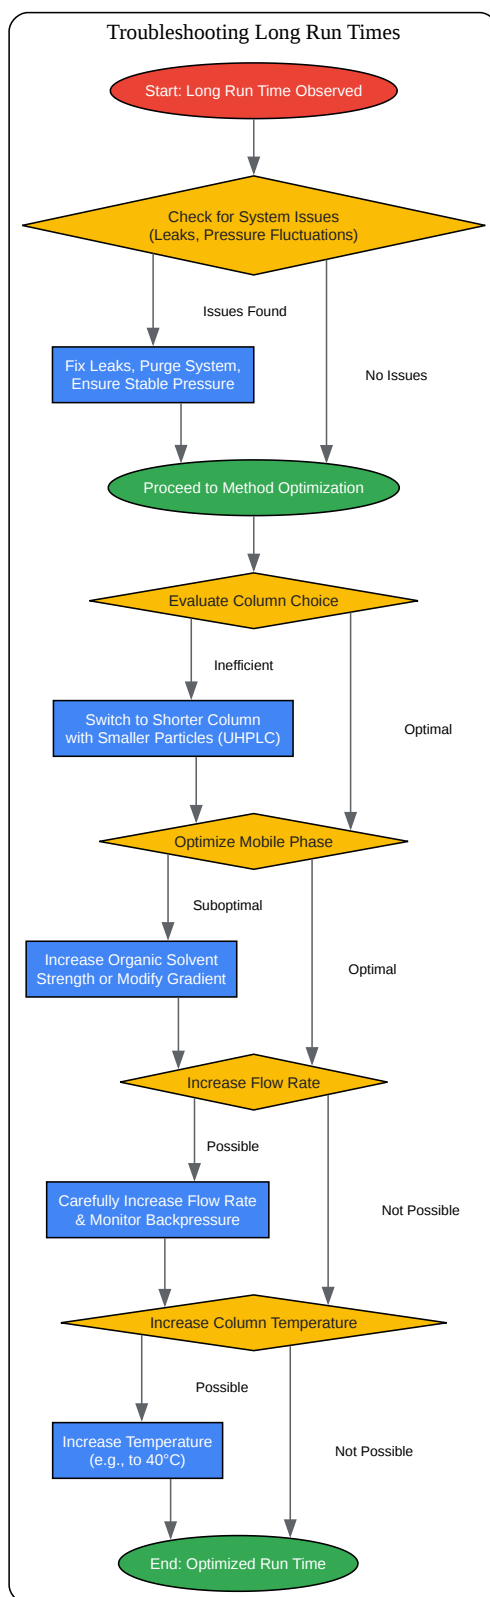 Troubleshooting Long Run Times
Start: Long Run Time Observed
Check for System Issues
(Leaks, Pressure Fluctuations)
Issues Found
Fix Leaks, Purge System,
Ensure Stable Pressure
No Issues
Proceed to Method Optimization
Evaluate Column Choice
Inefficient
Switch to Shorter Column
with Smaller Particles (UHPLC)
Optimal
Optimize Mobile Phase
Suboptimal
Increase Organic Solvent
Strength or Modify Gradient
Optimal
Increase Flow Rate
Possible
Carefully Increase Flow Rate
& Monitor Backpressure
Not Possible
Increase Column Temperature
Possible
Increase Temperature
(e.g., to 40°C)
Not Possible
End: Optimized Run Time